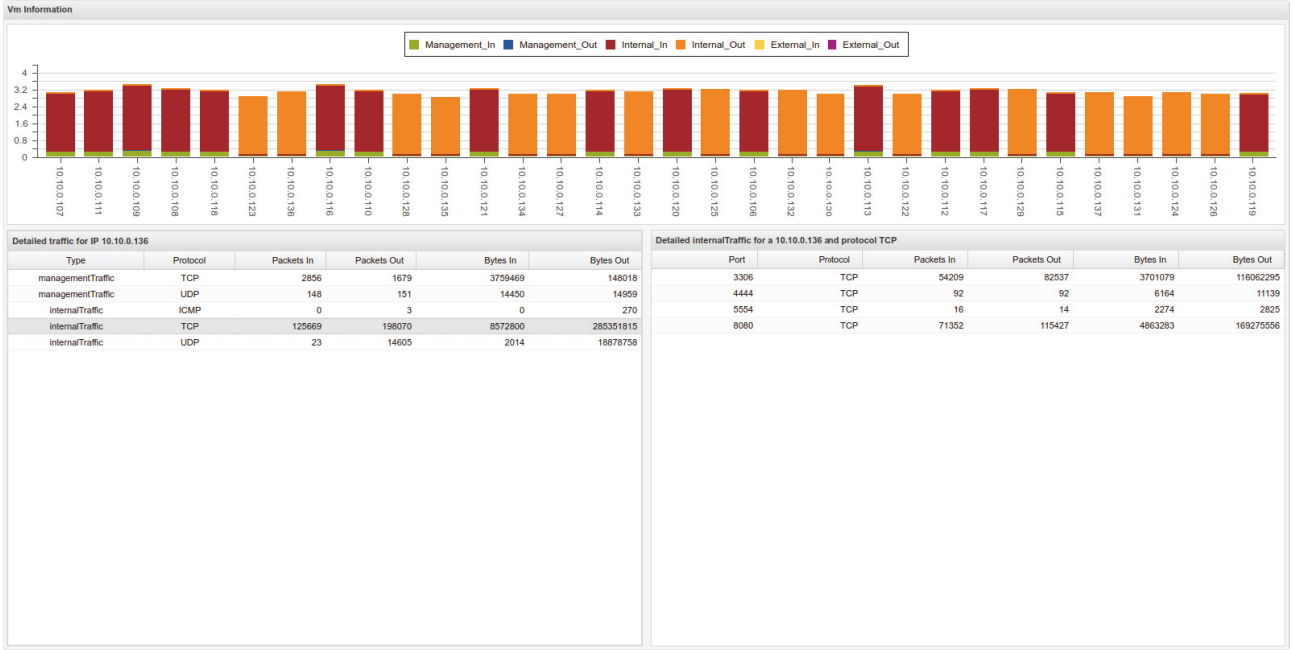 Vm Information
Management_In Management_Out Internal_In Internal_Out External_In External_Out
4
3.2
2.4
1.6
0.8
0
10.10.0.107 10.10.0.111 10.10.0.109 10.10.0.108 10.10.0.118 10.10.0.123 10.10.0.136 10.10.0.116 10.10.0.110 10.10.0.128 10.10.0.135 10.10.0.121 10.10.0.134 10.10.0.127 10.10.0.114 10.10.0.133 10.10.0.120 10.10.0.125 10.10.0.106 10.10.0.132 10.10.0.130 10.10.0.113 10.10.0.122 10.10.0.112 10.10.0.117 10.10.0.129 10.10.0.115 10.10.0.137 10.10.0.131 10.10.0.124 10.10.0.126 10.10.0.119
Detailed traffic for IP 10.10.0.136
Type Protocol Packets In Packets Out Bytes In Bytes Out
managementTraffic TCP 2856 1679 3759469 148018
managementTraffic UDP 148 151 14450 14959
internalTraffic ICMP 0 3 0 270
internalTraffic TCP 125669 198070 8572800 285351815
internalTraffic UDP 23 14605 2014 18878758
Detailed internalTraffic for a 10.10.0.136 and protocol TCP
Port Protocol Packets In Packets Out Bytes In Bytes Out
3306 TCP 54209 82537 3701079 116062295
4444 TCP 92 92 6164 11139
5554 TCP 16 14 2274 2825
8080 TCP 71352 115427 4863283 169275556